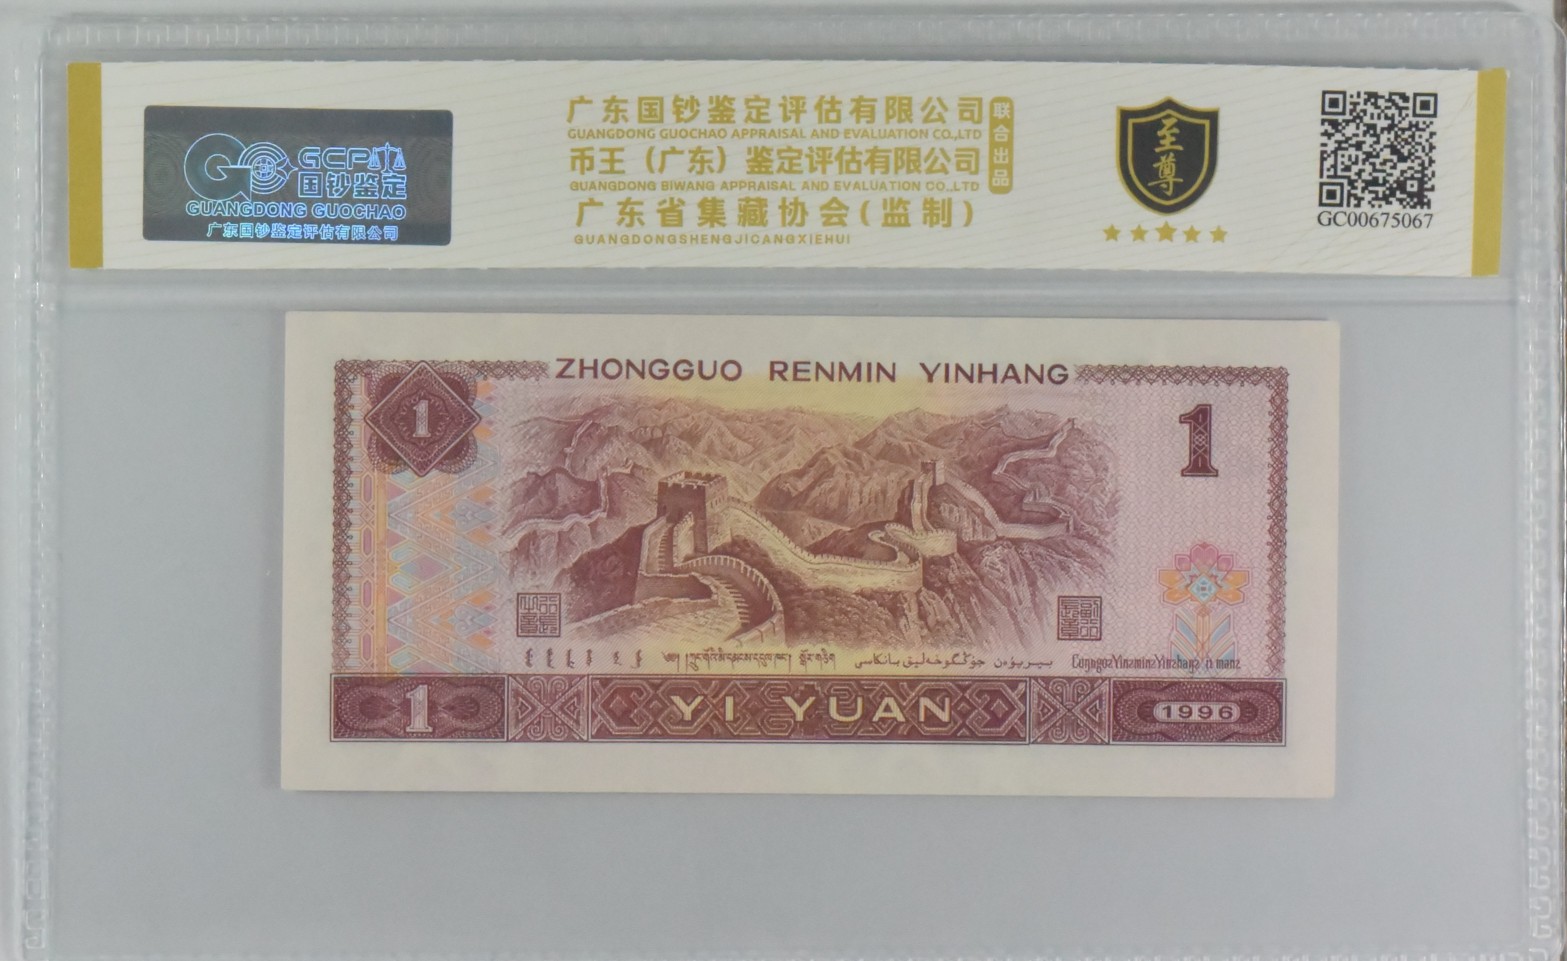 GCP
国钞鉴定
GUANGDONG GUOCHAO
广东国钞鉴定评估有限公司
广东国钞鉴定评估有限公司
GUANGDONG GUOCHAO APPRAISAL AND EVALUATION CO.,LTD
币王（广东）鉴定评估有限公司
GUANGDONG BIWANG APPRAISAL AND EVALUATION CO.,LTD
广东省集藏协会(监制)
GUANGDONGSHENGJICANGXIEHUI
联合出品
至尊
GC00675067
ZHONGGUO RENMIN YINHANG
1
1
1
YI YUAN
1996